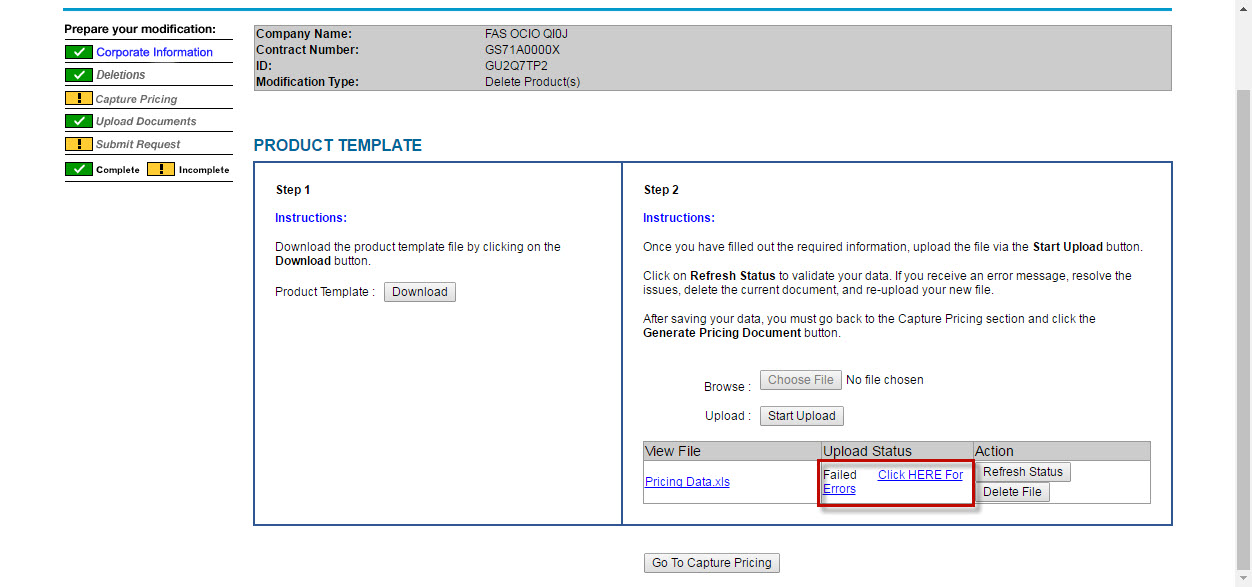 Prepare your modification:
Corporate Information
Deletions
Capture Pricing
Upload Documents
Submit Request
Complete Incomplete
Company Name: FAS OCIO QI0J
Contract Number: GS71A0000X
ID: GU2Q7TP2
Modification Type: Delete Product(s)
PRODUCT TEMPLATE
Step 1
Instructions:
Download the product template file by clicking on the
Download button.
Product Template : Download
Step 2
Instructions:
Once you have filled out the required information, upload the file via the Start Upload button.
Click on Refresh Status to validate your data. If you receive an error message, resolve the
issues, delete the current document, and re-upload your new file.
After saving your data, you must go back to the Capture Pricing section and click the
Generate Pricing Document button.
Browse : Choose File No file chosen
Upload : Start Upload
View File Upload Status Action
Pricing Data.xls Failed Click HERE For Refresh Status
Errors Delete File
Go To Capture Pricing